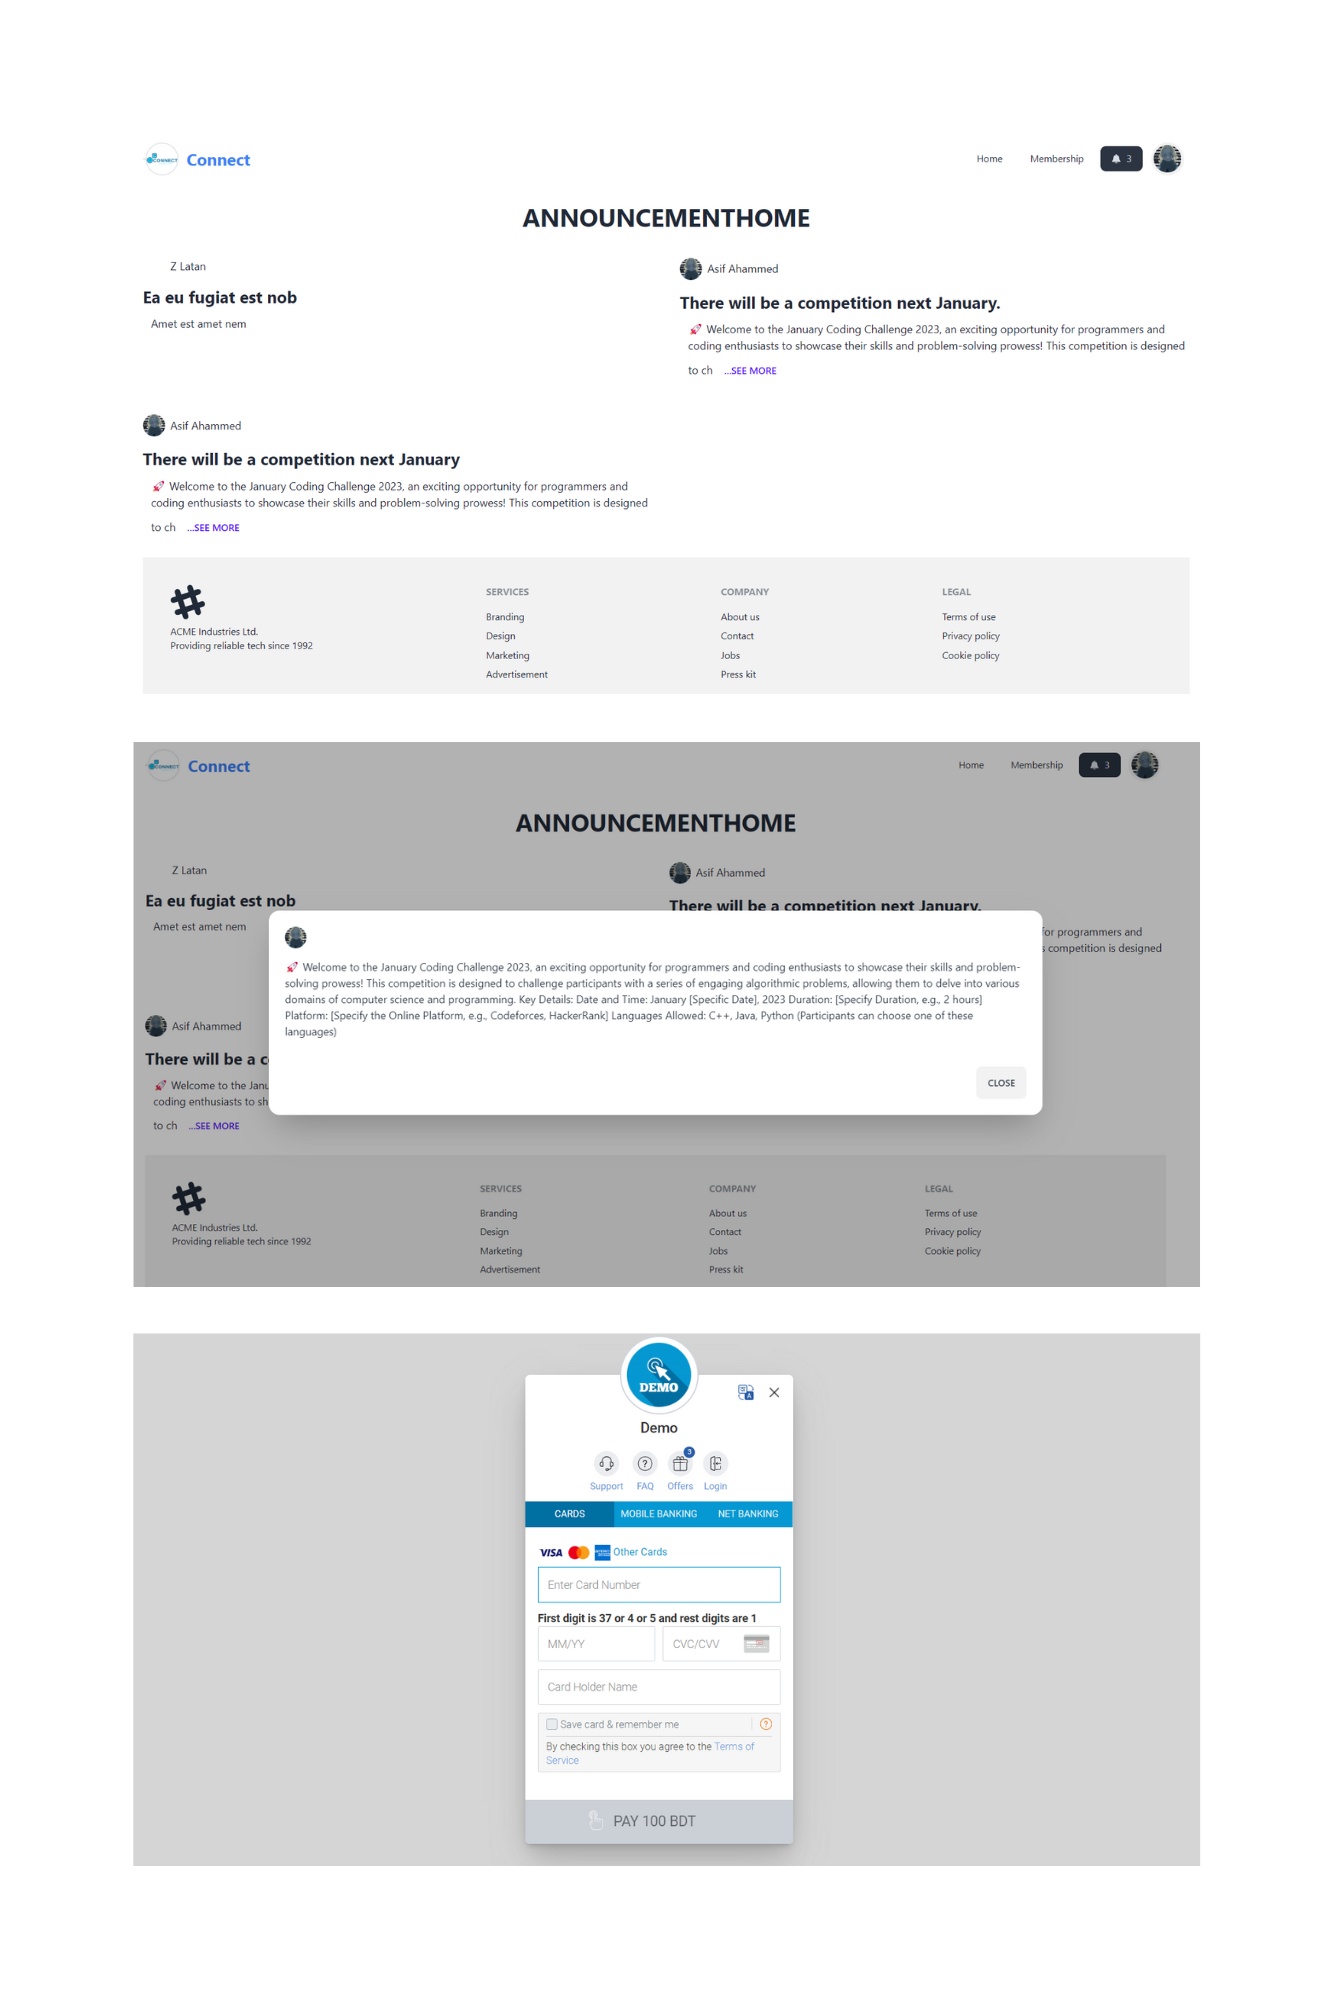 CONNECT Connect Home Membership 3
ANNOUNCEMENTHOME
Z Latan
Ea eu fugiat est nob
Amet est amet nem
Asif Ahammed
There will be a competition next January.
🚀 Welcome to the January Coding Challenge 2023, an exciting opportunity for programmers and
coding enthusiasts to showcase their skills and problem-solving prowess! This competition is designed
to ch ...SEE MORE
Asif Ahammed
There will be a competition next January
🚀 Welcome to the January Coding Challenge 2023, an exciting opportunity for programmers and
coding enthusiasts to showcase their skills and problem-solving prowess! This competition is designed
to ch ...SEE MORE
ACME Industries Ltd.
Providing reliable tech since 1992
SERVICES
Branding
Design
Marketing
Advertisement
COMPANY
About us
Contact
Jobs
Press kit
LEGAL
Terms of use
Privacy policy
Cookie policy
CONNECT Connect Home Membership 3
ANNOUNCEMENTHOME
Z Latan
Ea eu fugiat est nob
Amet est amet nem
Asif Ahammed
There will be a competition next January.
for programmers and
s competition is designed
🚀 Welcome to the January Coding Challenge 2023, an exciting opportunity for programmers and coding enthusiasts to showcase their skills and problem-
solving prowess! This competition is designed to challenge participants with a series of engaging algorithmic problems, allowing them to delve into various
domains of computer science and programming. Key Details: Date and Time: January [Specific Date], 2023 Duration: [Specify Duration, e.g., 2 hours]
Platform: [Specify the Online Platform, e.g., Codeforces, HackerRank] Languages Allowed: C++, Java, Python (Participants can choose one of these
languages)
CLOSE
Asif Ahammed
There will be a c
🚀 Welcome to the Janu
coding enthusiasts to sh
to ch ...SEE MORE
ACME Industries Ltd.
Providing reliable tech since 1992
SERVICES
Branding
Design
Marketing
Advertisement
COMPANY
About us
Contact
Jobs
Press kit
LEGAL
Terms of use
Privacy policy
Cookie policy
DEMO
Demo
3
Support FAQ Offers Login
CARDS MOBILE BANKING NET BANKING
VISA Other Cards
Enter Card Number
First digit is 37 or 4 or 5 and rest digits are 1
MM/YY CVC/CVV
Card Holder Name
Save card & remember me ?
By checking this box you agree to the Terms of
Service
PAY 100 BDT